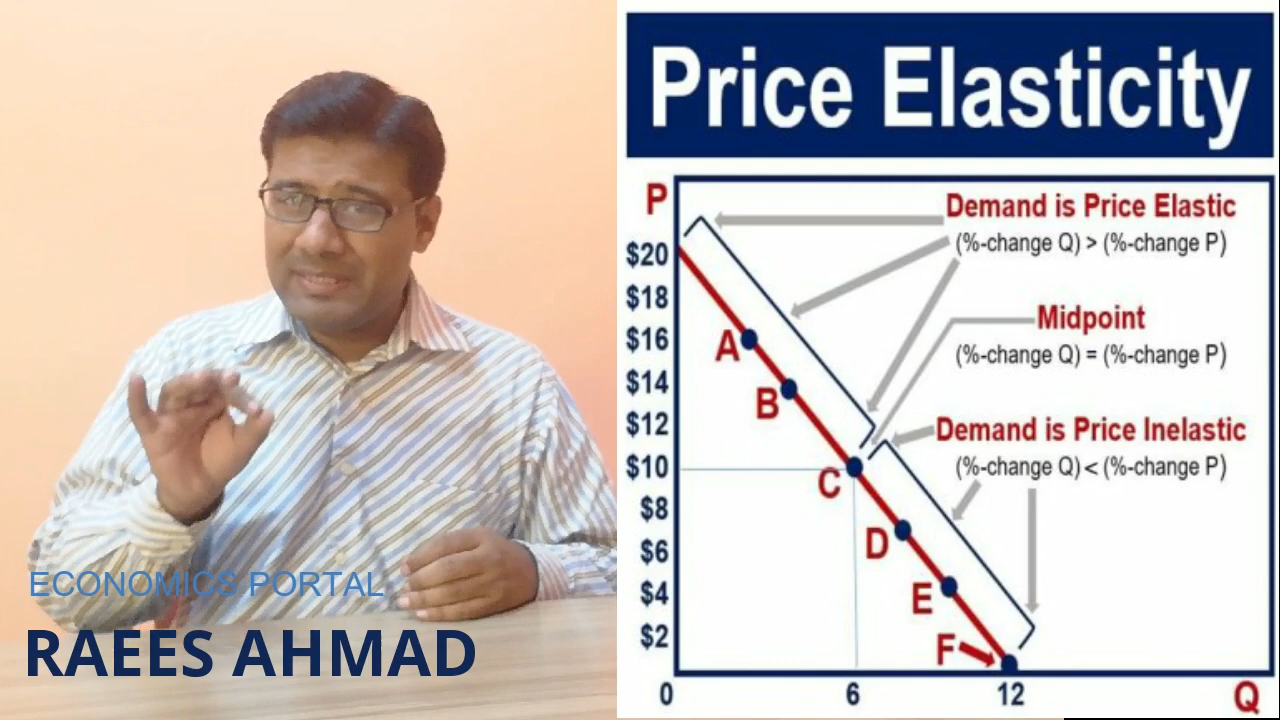 ECONOMICS PORTAL
RAEES AHMAD
Price Elasticity
P
$20
$18
$16
$14
$12
$10
$8
$6
$4
$2
0
6
12
Q
A
B
C
D
E
F
Demand is Price Elastic
(%-change Q) > (%-change P)
Midpoint
(%-change Q) = (%-change P)
Demand is Price Inelastic
(%-change Q) < (%-change P)